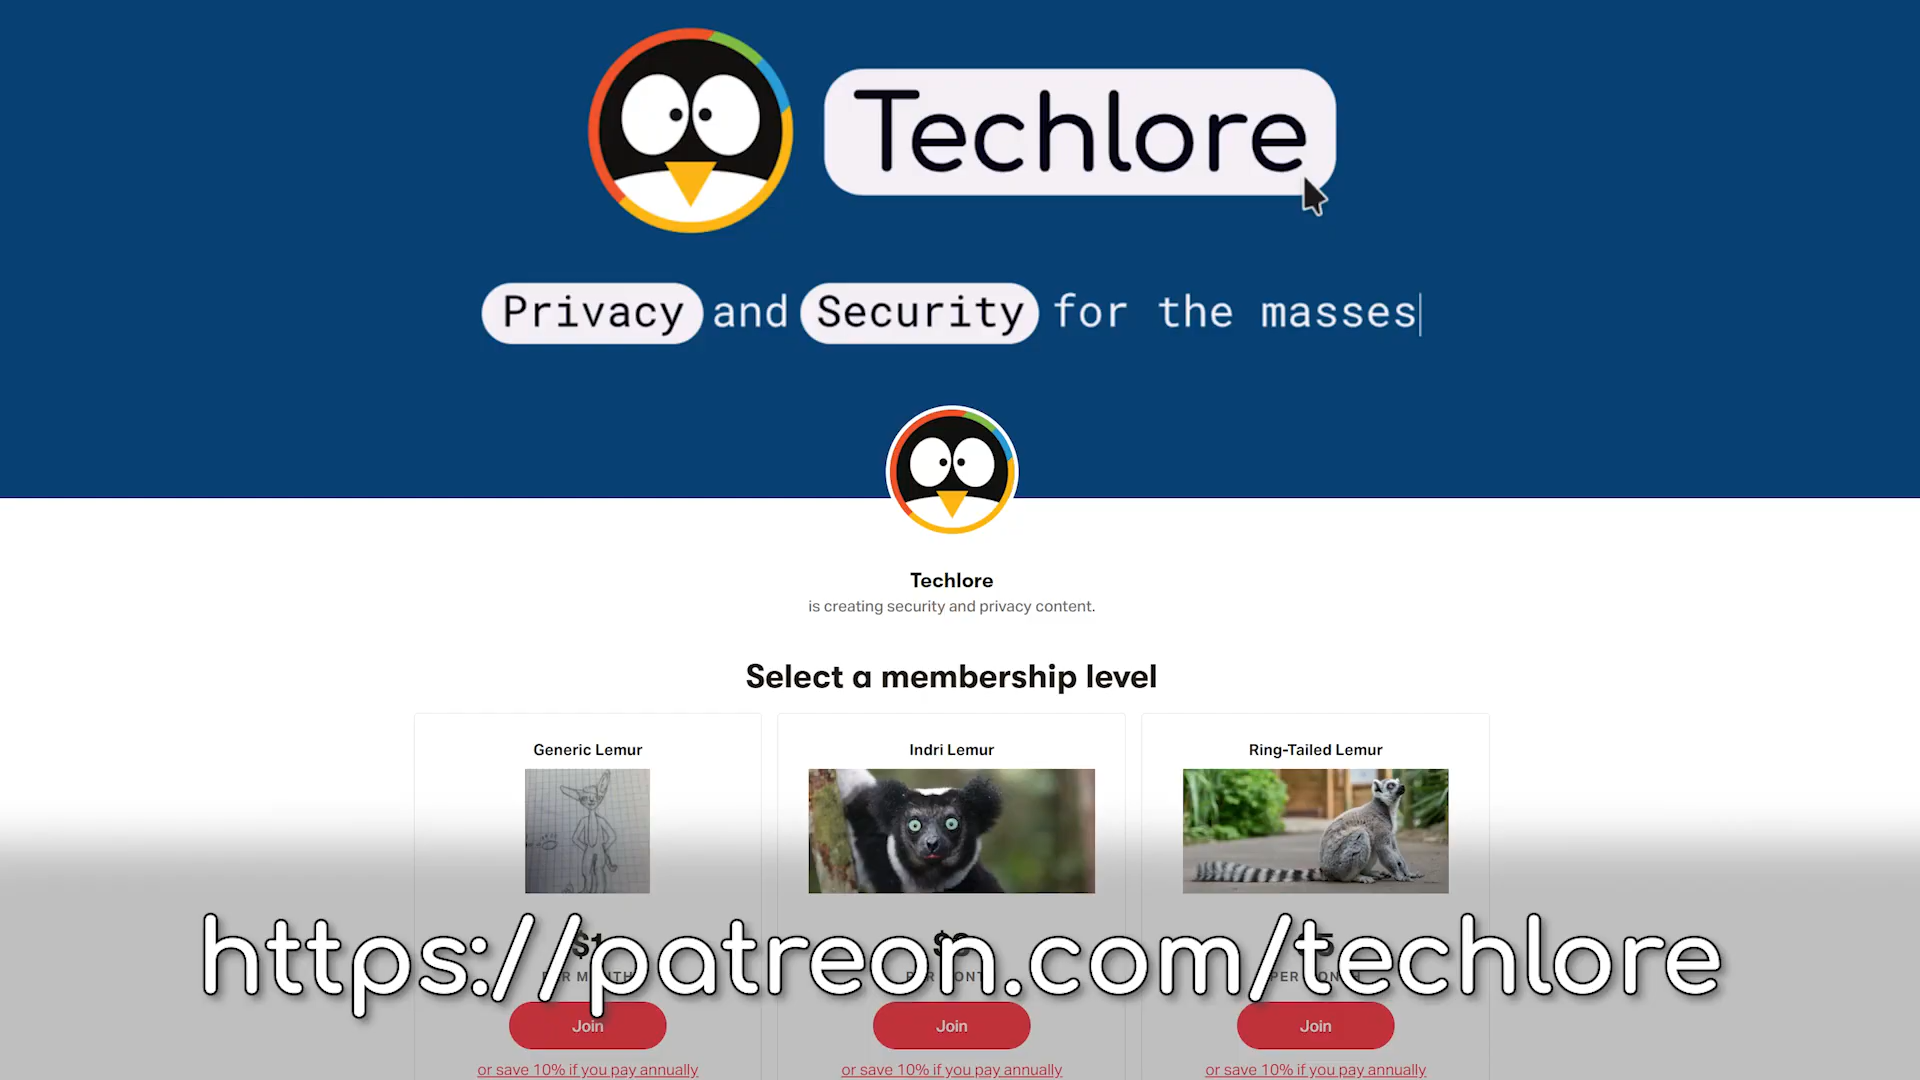 Techlore
Privacy and Security for the masses
Techlore
is creating security and privacy content.
Select a membership level
Generic Lemur
Indri Lemur
Ring-Tailed Lemur
https://patreon.com/techlore
Join
Join
Join
or save 10% if you pay annually
or save 10% if you pay annually
or save 10% if you pay annually